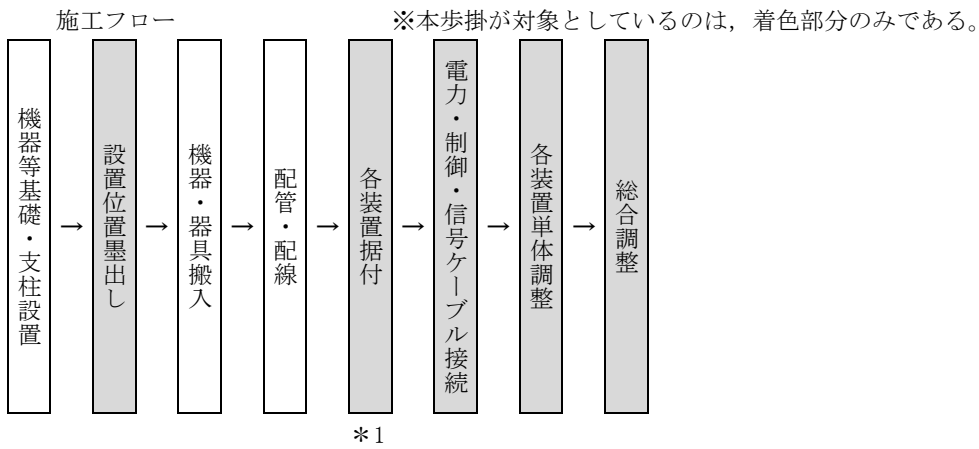 施工フロー
※本歩掛が対象としているのは，着色部分のみである。
機器等基礎・支柱設置
→
設置位置墨出し
→
機器・器具搬入
→
配管・配線
→
各装置据付
→
電力・制御・信号ケーブル接続
→
各装置単体調整
→
総合調整
＊1